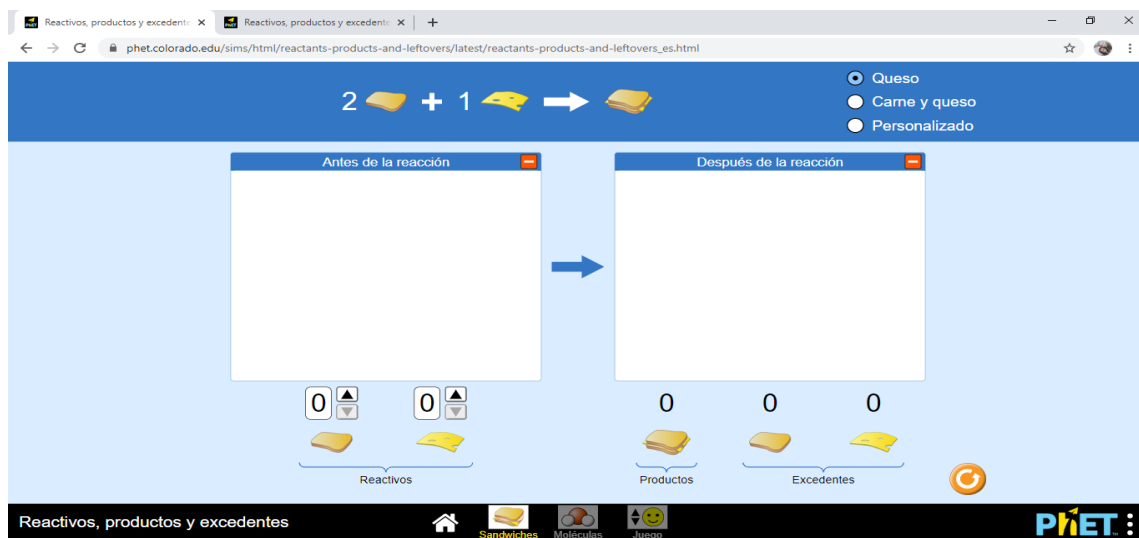 Reactivos, productos y excedente
Reactivos, productos y excedente
phet.colorado.edu/sims/html/reactants-products-and-leftovers/latest/reactants-products-and-leftovers_es.html
2 + 1
Queso
Carne y queso
Personalizado
Antes de la reacción
Después de la reacción
0 0 0 0 0
Reactivos
Productos
Excedentes
Reactivos, productos y excedentes
Sandwiches
Moléculas
Juego
PhET